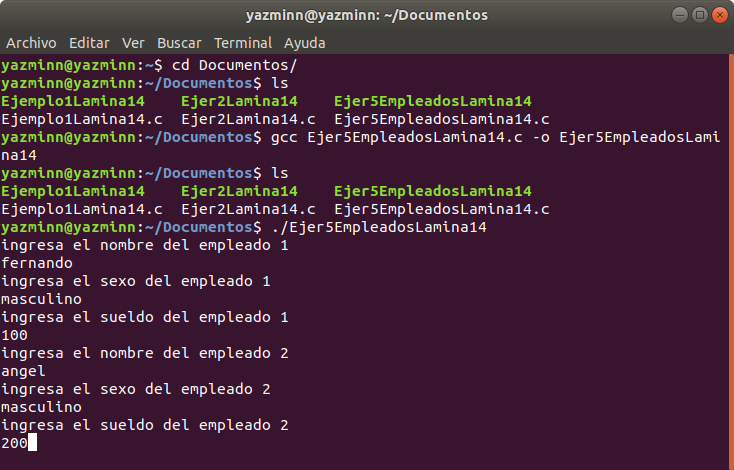 yazminn@yazminn: ~/Documentos
Archivo Editar Ver Buscar Terminal Ayuda
yazminn@yazminn:~$ cd Documentos/
yazminn@yazminn:~/Documentos$ ls
Ejemplo1Lamina14 Ejer2Lamina14 Ejer5EmpleadosLamina14
Ejemplo1Lamina14.c Ejer2Lamina14.c Ejer5EmpleadosLamina14.c
yazminn@yazminn:~/Documentos$ gcc Ejer5EmpleadosLamina14.c -o Ejer5EmpleadosLami
na14
yazminn@yazminn:~/Documentos$ ls
Ejemplo1Lamina14 Ejer2Lamina14 Ejer5EmpleadosLamina14
Ejemplo1Lamina14.c Ejer2Lamina14.c Ejer5EmpleadosLamina14.c
yazminn@yazminn:~/Documentos$ ./Ejer5EmpleadosLamina14
ingresa el nombre del empleado 1
fernando
ingresa el sexo del empleado 1
masculino
ingresa el sueldo del empleado 1
100
ingresa el nombre del empleado 2
angel
ingresa el sexo del empleado 2
masculino
ingresa el sueldo del empleado 2
200